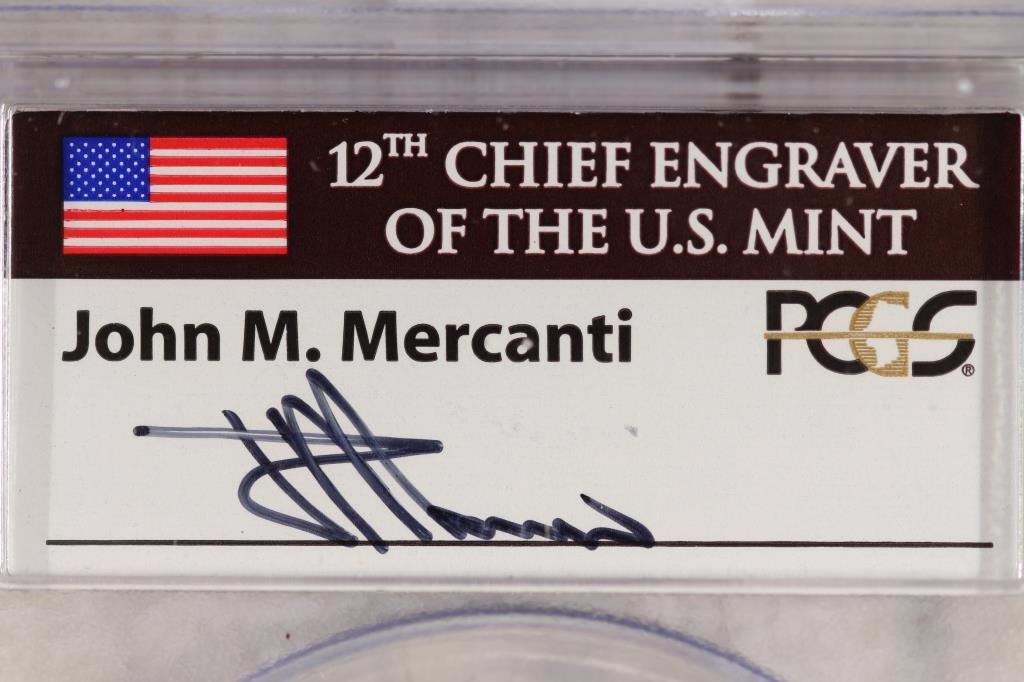 12TH CHIEF ENGRAVER
OF THE U.S. MINT
John M. Mercanti
PCGS®